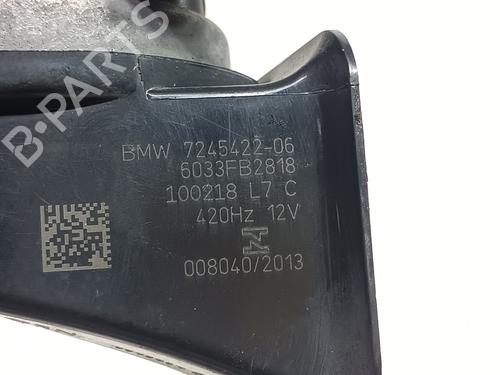 B-PARTS
BMW 7245422-06
6033FB2818
100218 L7 C
420Hz 12V
008040/2013